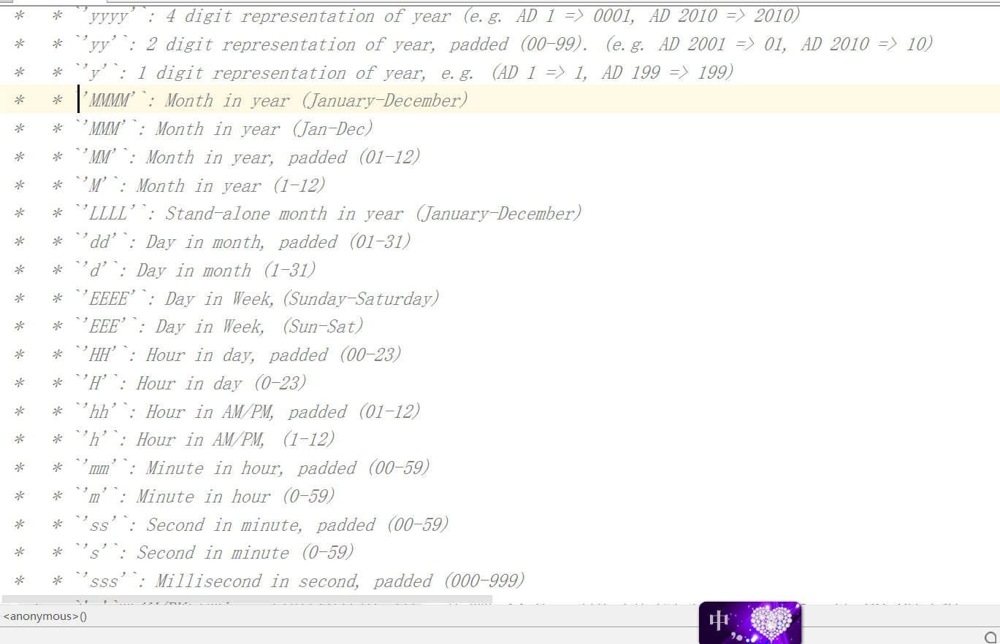 *   * `'yyyy'`: 4 digit representation of year (e.g. AD 1 => 0001, AD 2010 => 2010)
*   * `'yy'`: 2 digit representation of year, padded (00-99). (e.g. AD 2001 => 01, AD 2010 => 10)
*   * `'y'`: 1 digit representation of year, e.g. (AD 1 => 1, AD 199 => 199)
*   * `'MMMM'`: Month in year (January-December)
*   * `'MMM'`: Month in year (Jan-Dec)
*   * `'MM'`: Month in year, padded (01-12)
*   * `'M'`: Month in year (1-12)
*   * `'LLLL'`: Stand-alone month in year (January-December)
*   * `'dd'`: Day in month, padded (01-31)
*   * `'d'`: Day in month (1-31)
*   * `'EEEE'`: Day in Week,(Sunday-Saturday)
*   * `'EEE'`: Day in Week, (Sun-Sat)
*   * `'HH'`: Hour in day, padded (00-23)
*   * `'H'`: Hour in day (0-23)
*   * `'hh'`: Hour in AM/PM, padded (01-12)
*   * `'h'`: Hour in AM/PM, (1-12)
*   * `'mm'`: Minute in hour, padded (00-59)
*   * `'m'`: Minute in hour (0-59)
*   * `'ss'`: Second in minute, padded (00-59)
*   * `'s'`: Second in minute (0-59)
*   * `'sss'`: Millisecond in second, padded (000-999)
<anonymous>()
中